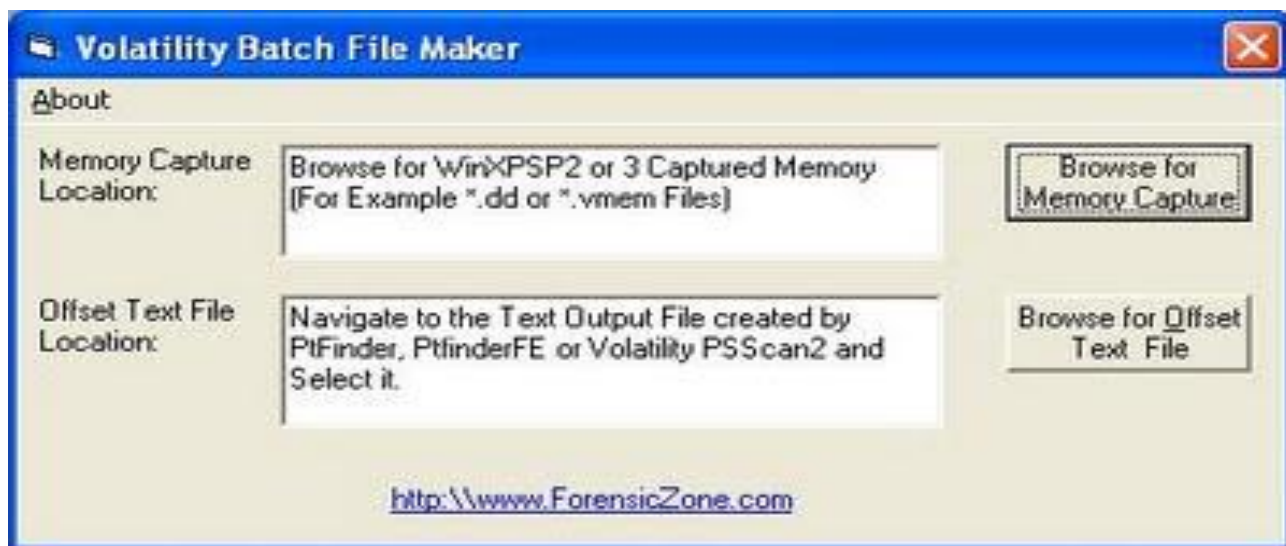 Volatility Batch File Maker
About
Memory Capture
Location:
Browse for WinXPSP2 or 3 Captured Memory
(For Example *.dd or *.vmem Files)
Browse for
Memory Capture
Offset Text File
Location:
Navigate to the Text Output File created by
PtFinder, PtfinderFE or Volatility PSScan2 and
Select it.
Browse for Offset
Text File
http:\\www.ForensicZone.com